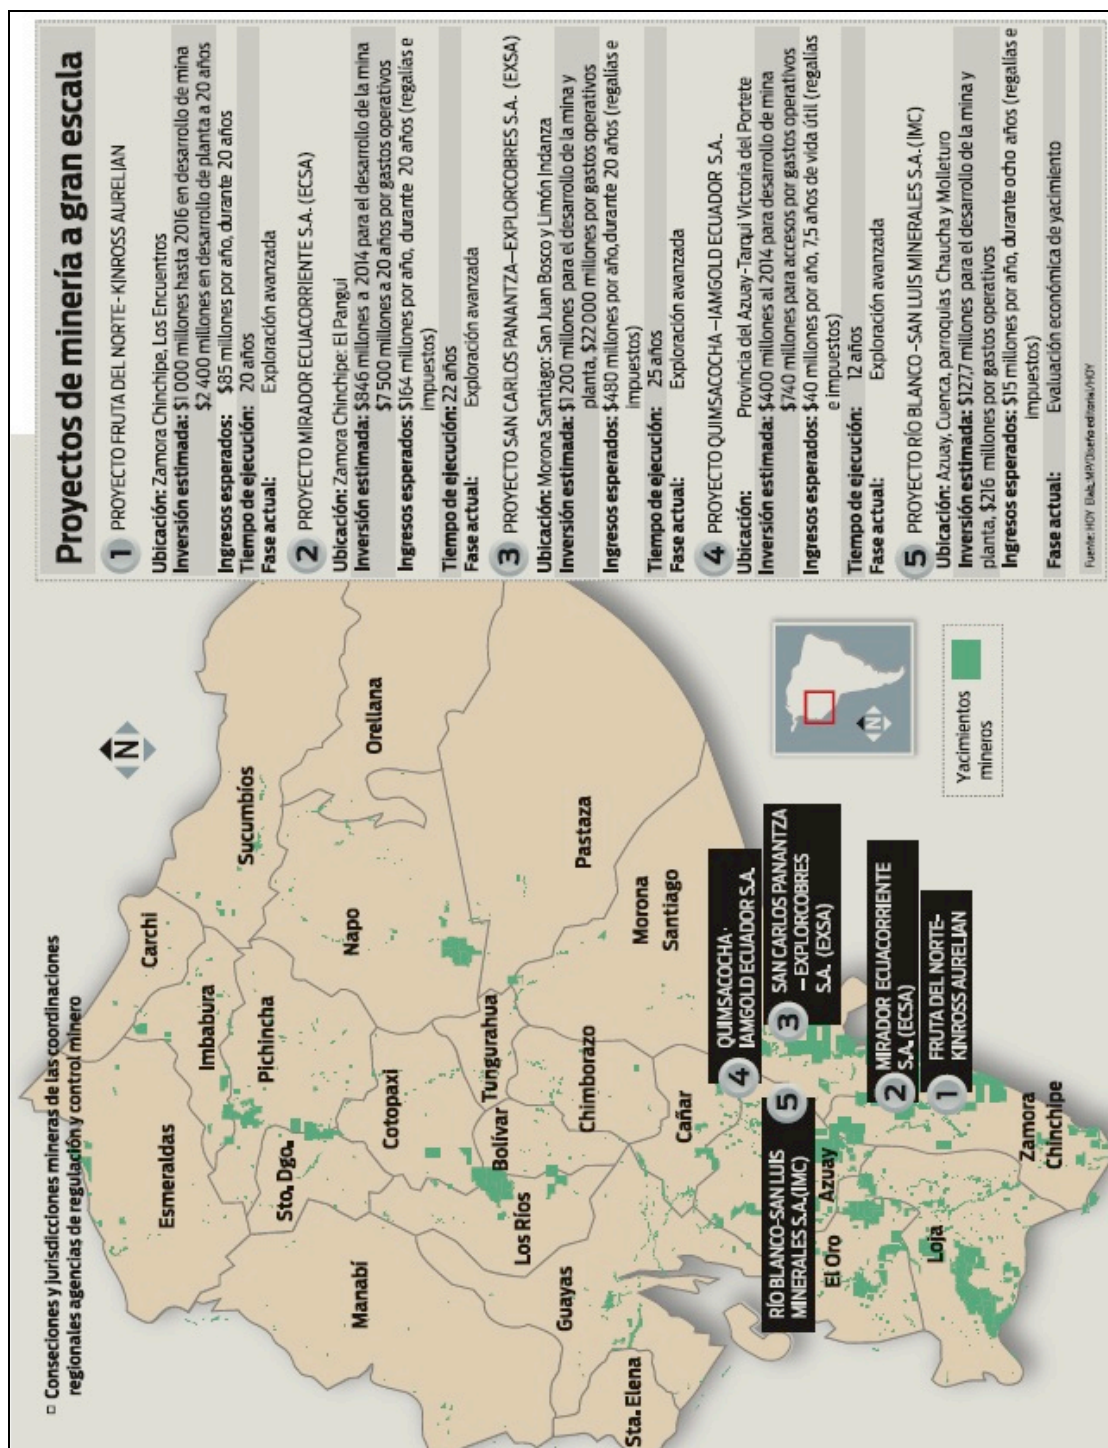 □ Conseciones y jurisdicciones mineras de las coordinaciones
regionales agencias de regulación y control minero
N
Esmeraldas
Carchi
Imbabura
Sucumbíos
Pichincha
Sto. Dgo.
Napo
Orellana
Manabí
Cotopaxi
Tungurahua
Los Ríos
Bolívar
Pastaza
Guayas
Chimborazo
Morona
Santiago
Sta. Elena
Cañar
Azuay
El Oro
Loja
Zamora
Chinchipe
4
QUIMSACOCHA -
IAMGOLD ECUADOR S.A.
3
SAN CARLOS PANANTZA
– EXPLORCOBRES
S.A. (EXSA)
RÍO BLANCO-SAN LUIS
MINERALES S.A.(IMC)
5
2
MIRADOR ECUACORRIENTE
S.A. (ECSA)
1
FRUTA DEL NORTE-
KINROSS AURELIAN
N
Yacimientos
mineros
Proyectos de minería a gran escala
1 PROYECTO FRUTA DEL NORTE - KINROSS AURELIAN
Ubicación: Zamora Chinchipe, Los Encuentros
Inversión estimada: $1 000 millones hasta 2016 en desarrollo de mina
$2 400 millones en desarrollo de planta a 20 años
Ingresos esperados: $85 millones por año, durante 20 años
Tiempo de ejecución: 20 años
Fase actual: Exploración avanzada
2 PROYECTO MIRADOR ECUACORRIENTE S.A. (ECSA)
Ubicación: Zamora Chinchipe: El Pangui
Inversión estimada: $846 millones a 2014 para el desarrollo de la mina
$7 500 millones a 20 años por gastos operativos
Ingresos esperados: $164 millones por año, durante 20 años (regalías e
impuestos)
Tiempo de ejecución: 22 años
Fase actual: Exploración avanzada
3 PROYECTO SAN CARLOS PANANTZA–EXPLORCOBRES S.A. (EXSA)
Ubicación: Morona Santiago: San Juan Bosco y Limón Indanza
Inversión estimada: $1 200 millones para el desarrollo de la mina y
planta, $22 000 millones por gastos operativos
Ingresos esperados: $480 millones por año,durante 20 años (regalías e
impuestos)
Tiempo de ejecución: 25 años
Fase actual: Exploración avanzada
4 PROYECTO QUIMSACOCHA –IAMGOLD ECUADOR S.A.
Ubicación: Provincia del Azuay-Tarqui Victoria del Portete
Inversión estimada: $400 millones al 2014 para desarrollo de mina
$740 millones para accesos por gastos operativos
Ingresos esperados: $40 millones por año, 7,5 años de vida útil (regalías
e impuestos)
Tiempo de ejecución: 12 años
Fase actual: Exploración avanzada
5 PROYECTO RÍO BLANCO -SAN LUIS MINERALES S.A.(IMC)
Ubicación: Azuay, Cuenca, parroquias Chaucha y Molleturo
Inversión estimada: $127,7 millones para el desarrollo de la mina y
planta, $216 millones por gastos operativos
Ingresos esperados: $15 millones por año, durante ocho años (regalías e
impuestos)
Fase actual: Evaluación económica de yacimiento
Fuente: HOY Elab.:MP/Diseño editorial/HOY